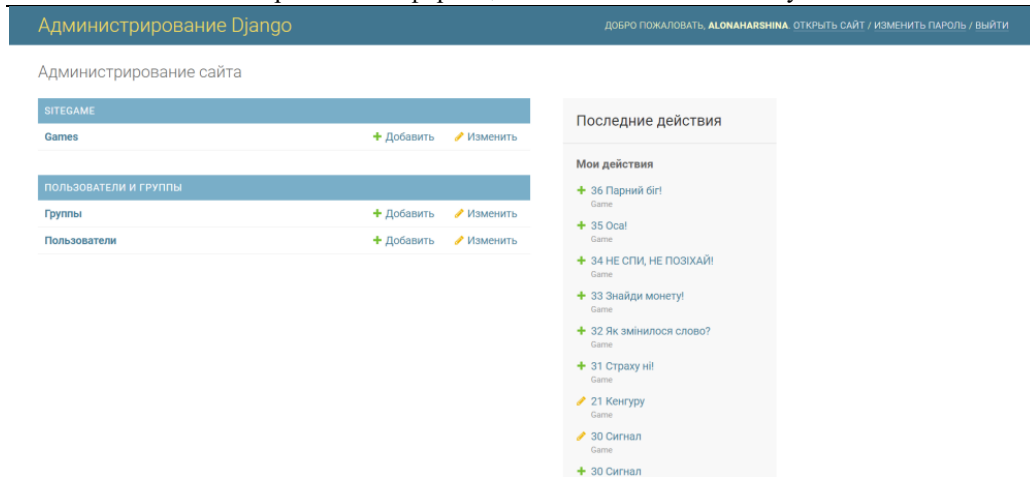 Администрирование Django
ДОБРО ПОЖАЛОВАТЬ, ALONAHARSHINA. ОТКРЫТЬ САЙТ / ИЗМЕНИТЬ ПАРОЛЬ / ВЫЙТИ
Администрирование сайта
SITEGAME
Games + Добавить Изменить
ПОЛЬЗОВАТЕЛИ И ГРУППЫ
Группы + Добавить Изменить
Пользователи + Добавить Изменить
Последние действия
Мои действия
+ 36 Парний біг!
Game
+ 35 Оса!
Game
+ 34 НЕ СПИ, НЕ ПОЗІХАЙ!
Game
+ 33 Знайди монету!
Game
+ 32 Як змінилося слово?
Game
+ 31 Страху ні!
Game
21 Кенгуру
Game
30 Сигнал
Game
+ 30 Сигнал